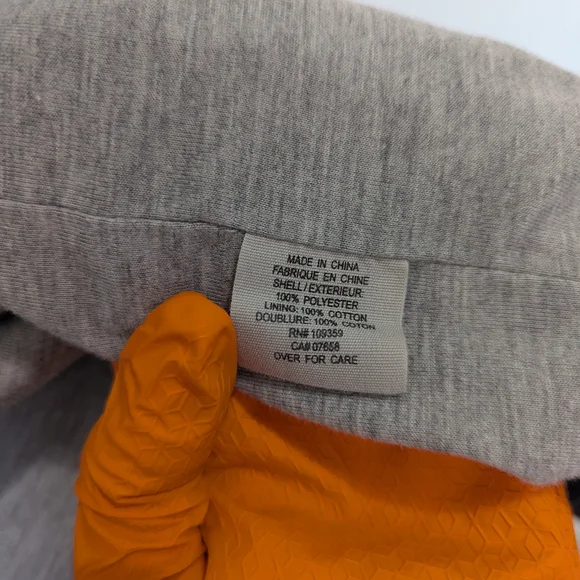 MADE IN CHINA
FABRIQUE EN CHINE
SHELL/EXTERIEUR:
100% POLYESTER
LINING: 100% COTTON
DOUBLURE: 100% COTON
RN# 109359
CA# 07658
OVER FOR CARE